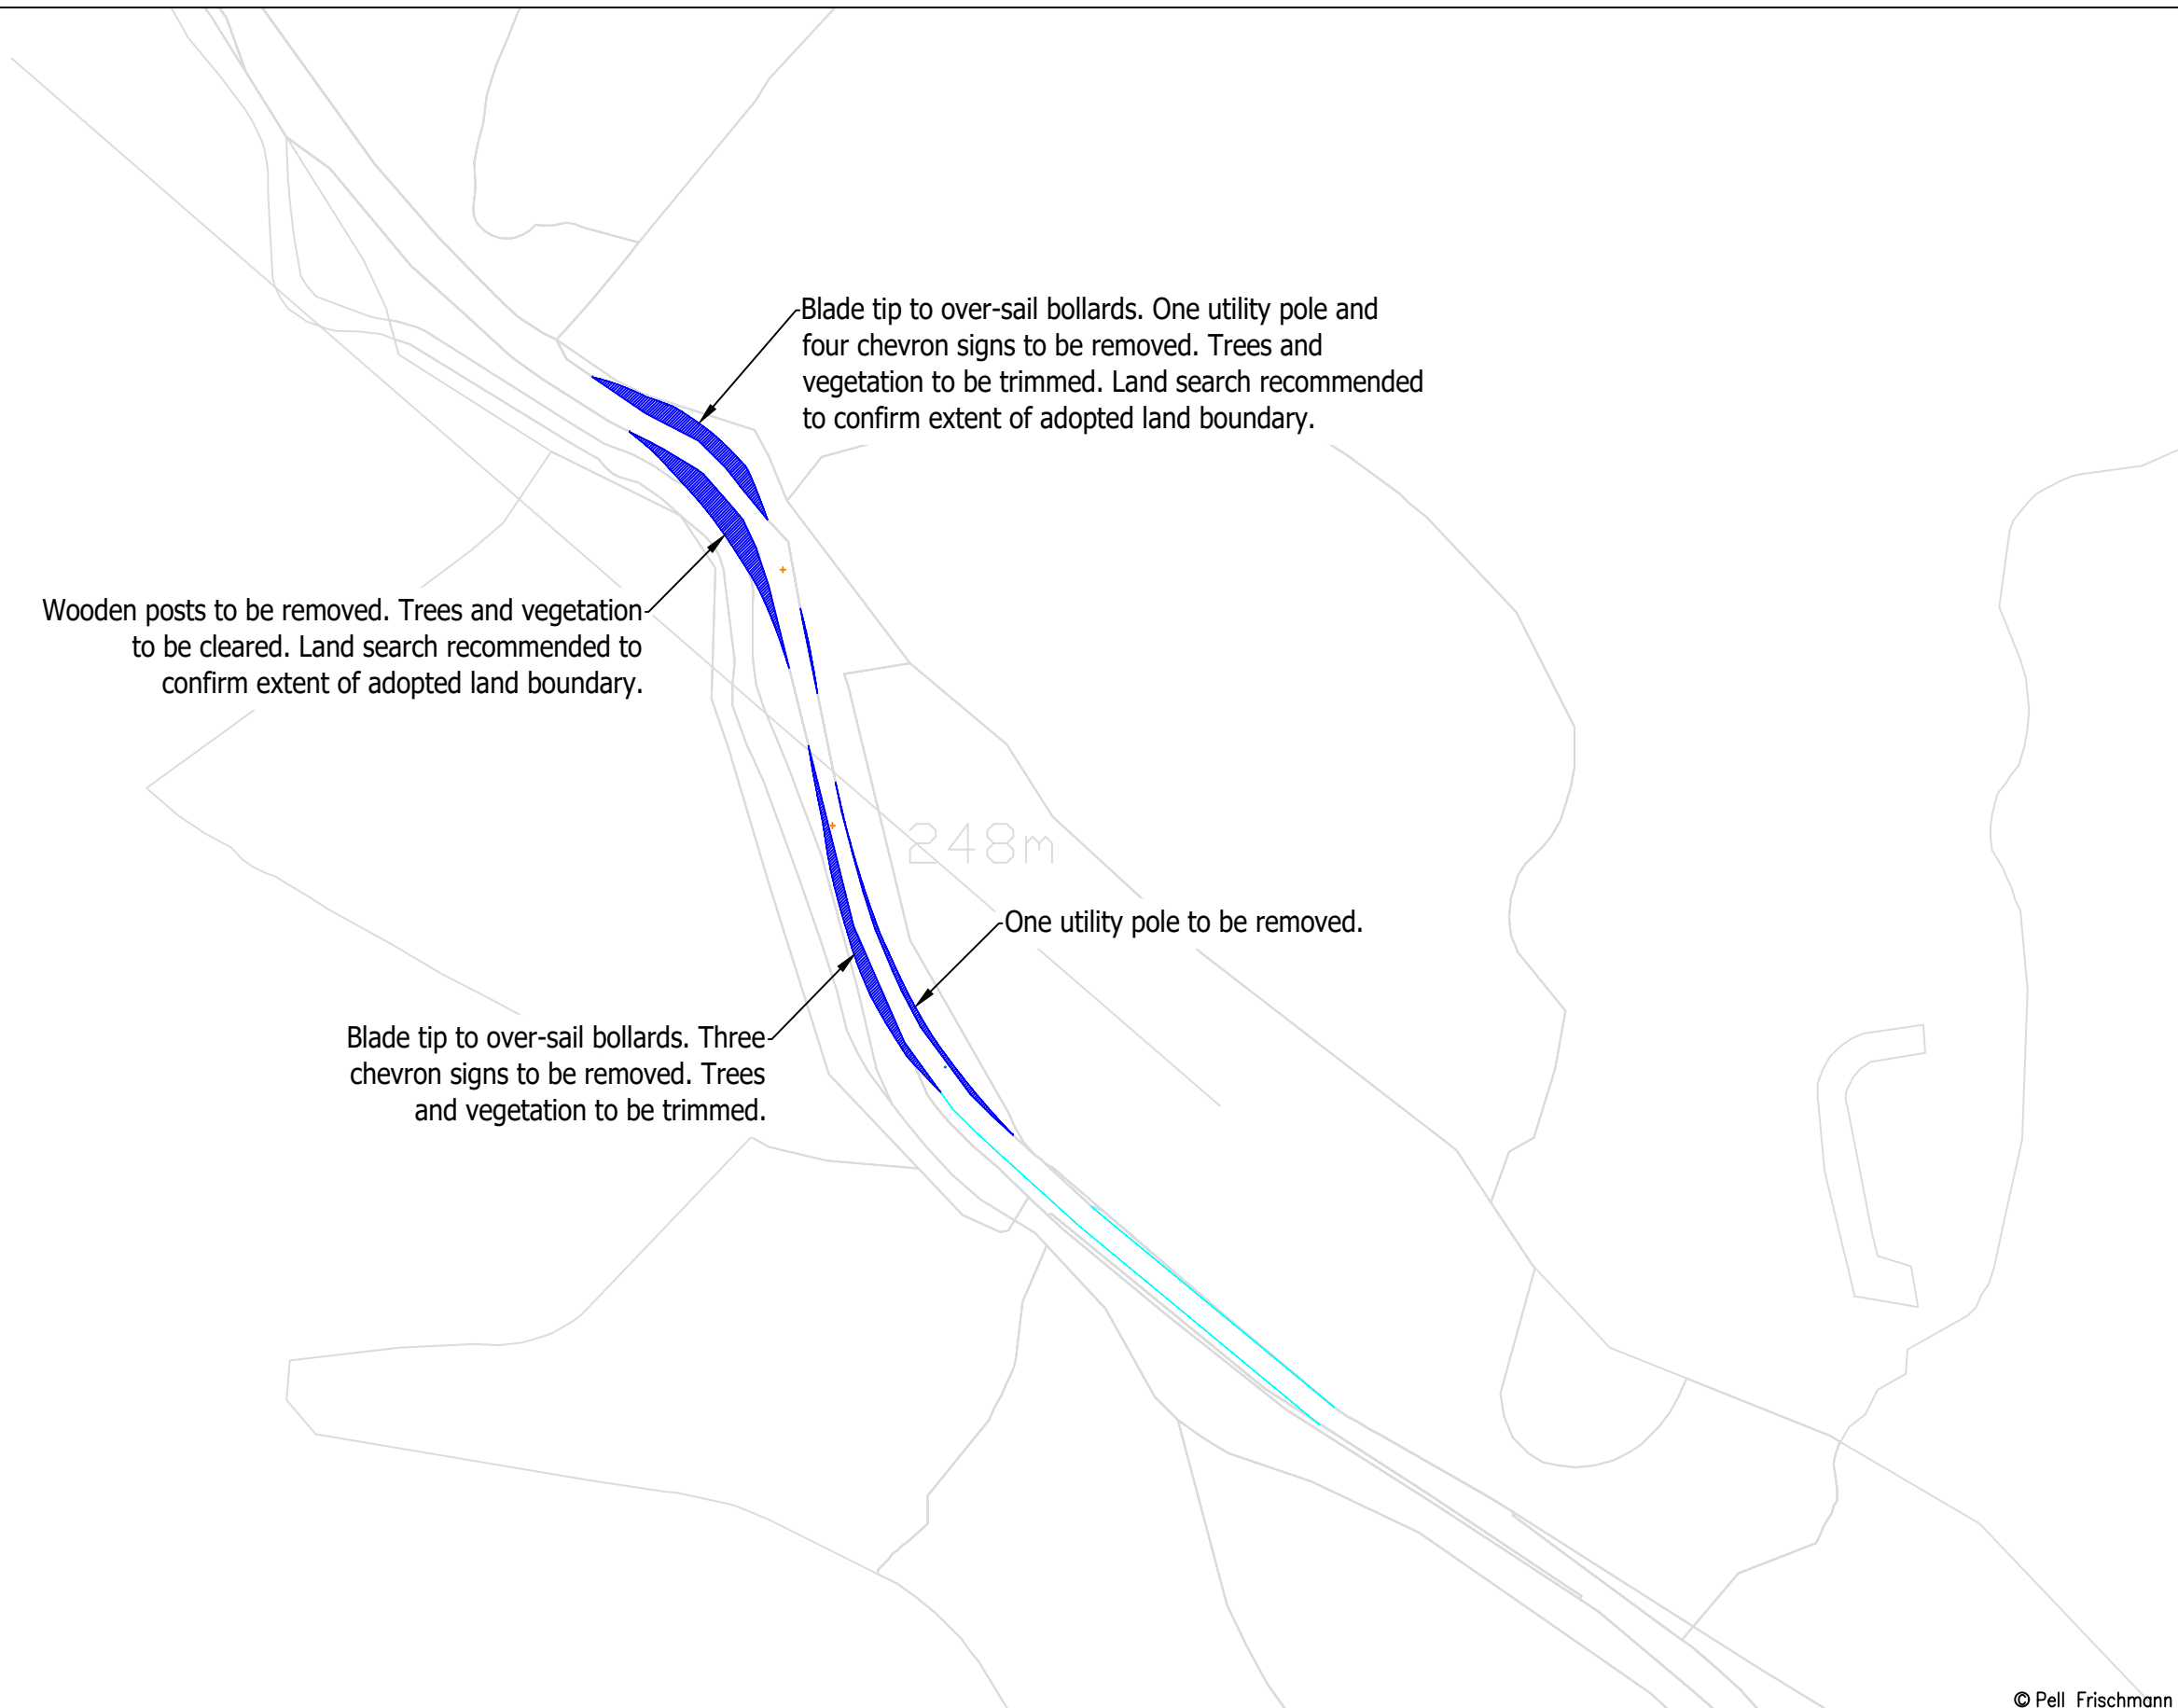 Blade tip to over-sail bollards. One utility pole and
four chevron signs to be removed. Trees and
vegetation to be trimmed. Land search recommended
to confirm extent of adopted land boundary.
Wooden posts to be removed. Trees and vegetation
to be cleared. Land search recommended to
confirm extent of adopted land boundary.
248m
One utility pole to be removed.
Blade tip to over-sail bollards. Three
chevron signs to be removed. Trees
and vegetation to be trimmed.
© Pell Frischmann